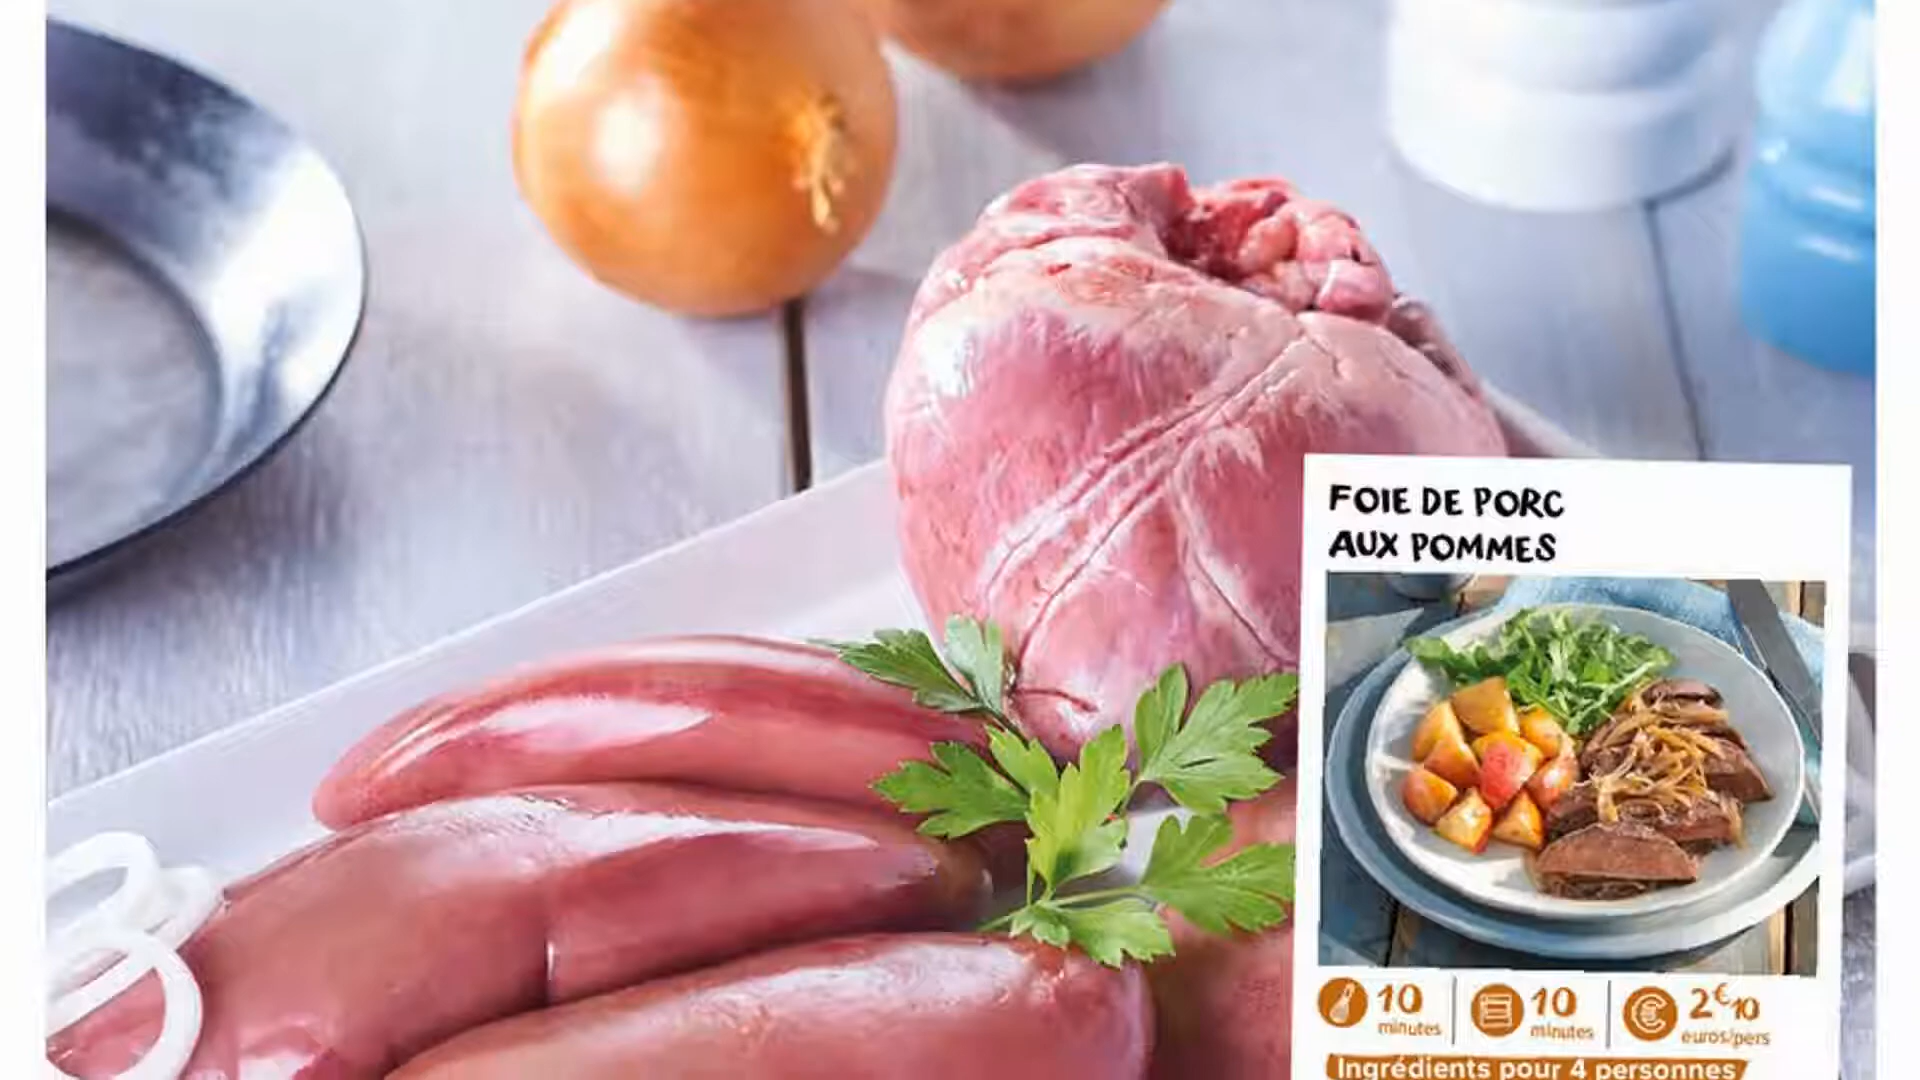 FOIE DE PORC
AUX POMMES
10
minutes
10
minutes
2€10
euros/pers
Ingrédients pour 4 personnes